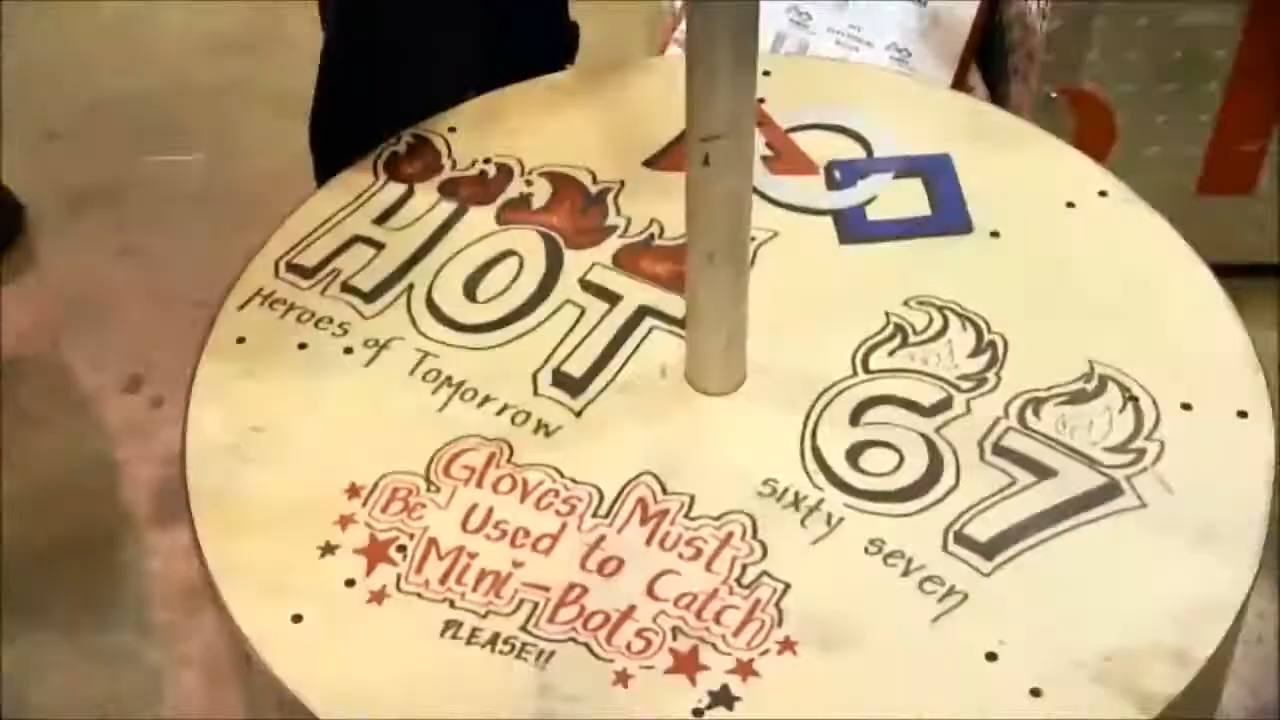 HOT
Heroes of Tomorrow
67
sixty seven
Gloves Must
Be Used to Catch
Mini-Bots
PLEASE!!